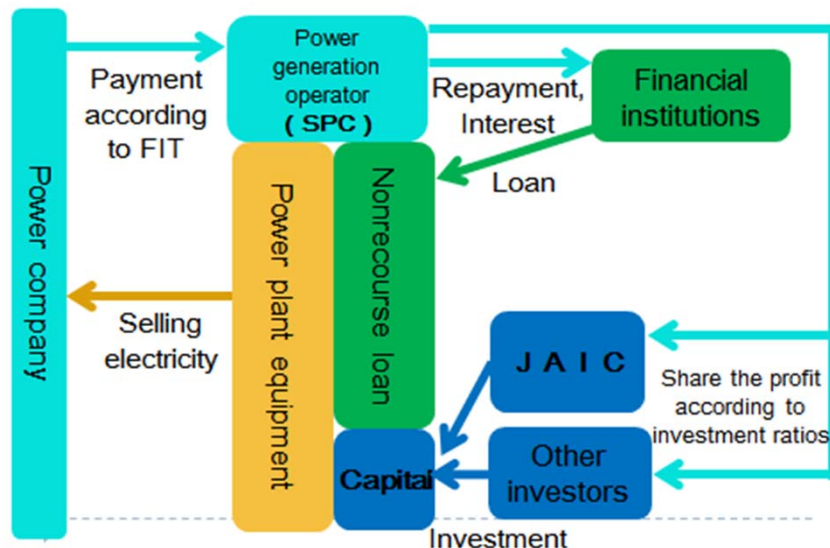 Power
generation
operator
( SPC )
Payment
according
to FIT
Repayment,
Interest
Financial
institutions
Loan
Power company
Power plant equipment
Nonrecourse loan
Selling
electricity
J A I C
Share the profit
according to
investment ratios
Capital
Other
investors
Investment